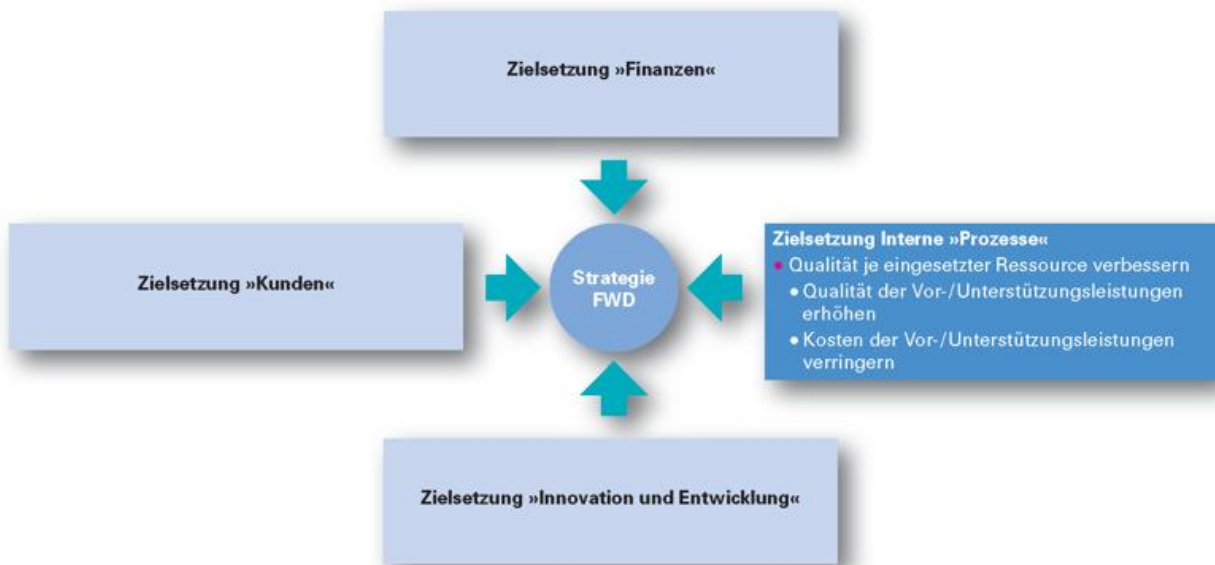 Zielsetzung »Finanzen«
Zielsetzung »Kunden«
Strategie
FWD
Zielsetzung Interne »Prozesse«
• Qualität je eingesetzter Ressource verbessern
• Qualität der Vor-/Unterstützungsleistungen
erhöhen
• Kosten der Vor-/Unterstützungsleistungen
verringern
Zielsetzung »Innovation und Entwicklung«